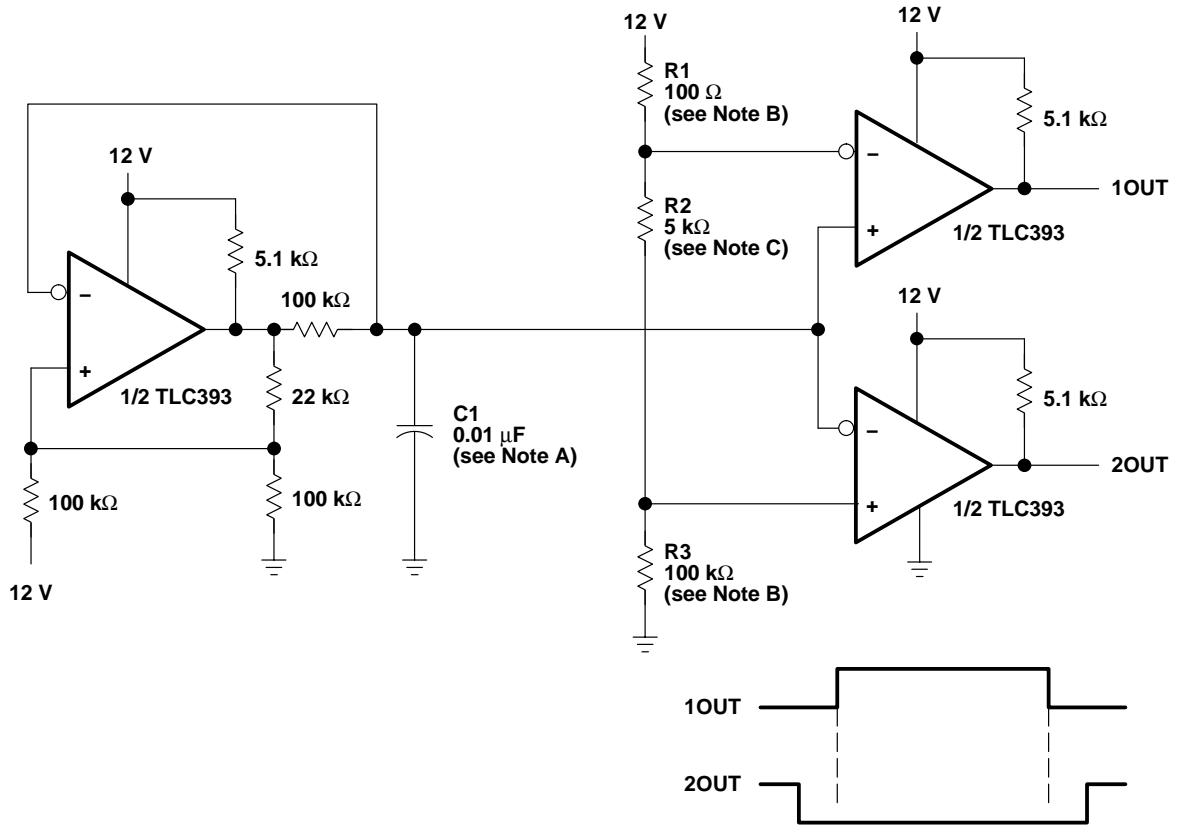 12 V
5.1 kΩ
100 kΩ
−
+
1/2 TLC393
22 kΩ
100 kΩ
100 kΩ
12 V
C1
0.01 μF
(see Note A)
12 V
R1
100 Ω
(see Note B)
R2
5 kΩ
(see Note C)
R3
100 kΩ
(see Note B)
12 V
5.1 kΩ
−
+
1OUT
1/2 TLC393
12 V
5.1 kΩ
−
+
2OUT
1/2 TLC393
1OUT
2OUT